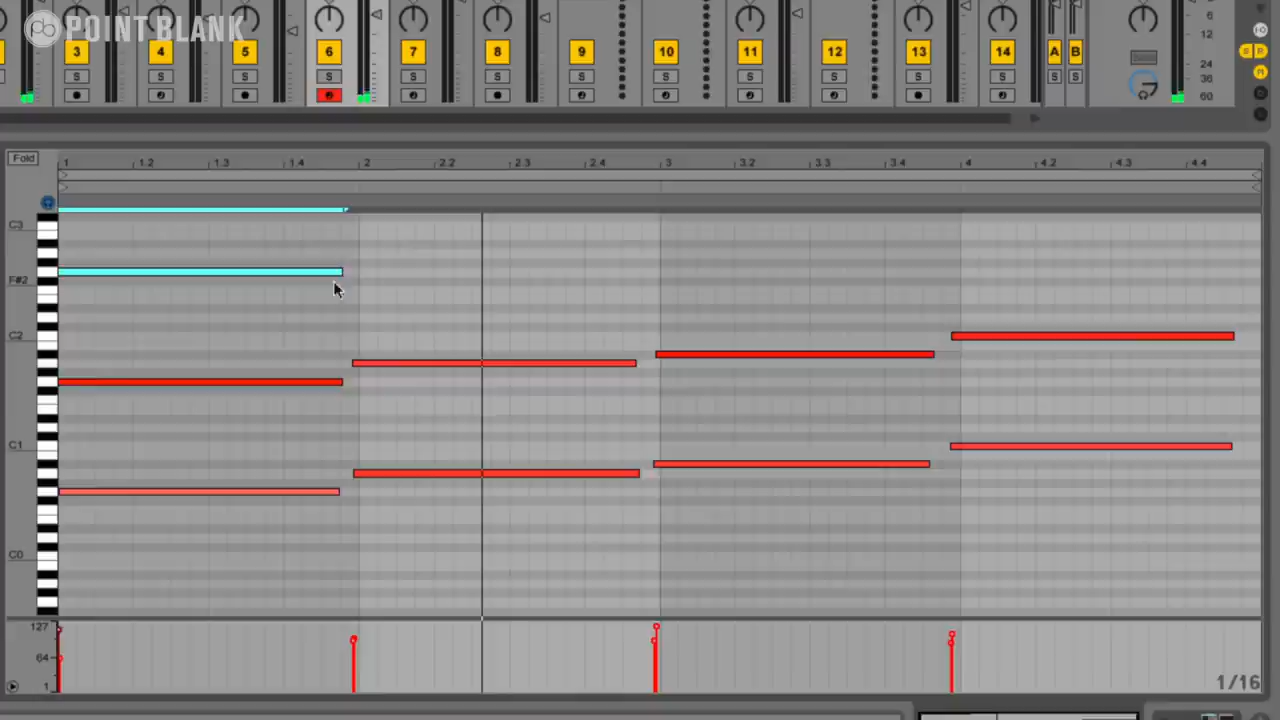 POINT BLANK
3 4 5 6 7 8 9 10 11 12 13 14 A B
S S S S S S S S S S S S S S
6
12
24
36
60
Fold
1 1.2 1.3 1.4 2 2.2 2.3 2.4 3 3.2 3.3 3.4 4 4.2 4.3 4.4
C3
F#2
C2
C1
C0
127
64
1
1/16